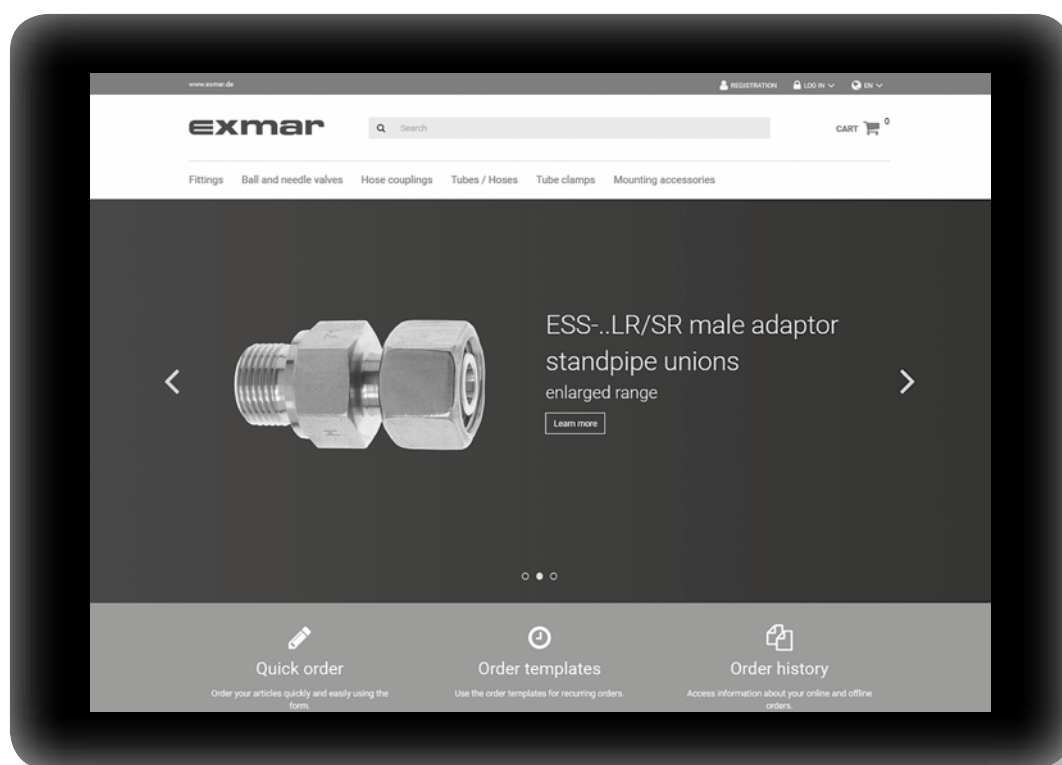 www.exmar.de
REGISTRATION LOG IN EN
exmar
Search
CART 0
Fittings Ball and needle valves Hose couplings Tubes / Hoses Tube clamps Mounting accessories
ESS-..LR/SR male adaptor
standpipe unions
enlarged range
Learn more
Quick order
Order your articles quickly and easily using the
form.
Order templates
Use the order templates for recurring orders.
Order history
Access information about your online and offline
orders.